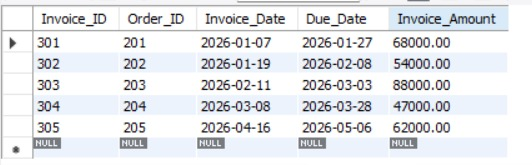 Invoice_ID Order_ID Invoice_Date Due_Date Invoice_Amount
301 201 2026-01-07 2026-01-27 68000.00
302 202 2026-01-19 2026-02-08 54000.00
303 203 2026-02-11 2026-03-03 88000.00
304 204 2026-03-08 2026-03-28 47000.00
305 205 2026-04-16 2026-05-06 62000.00
NULL NULL NULL NULL NULL